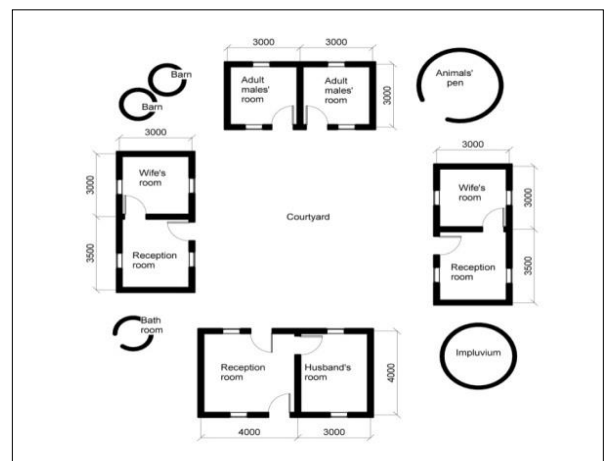 3000
3000
Barn
Barn
Adult
males'
room
Adult
males'
room
3000
Animals'
pen
3000
3000
3500
Wife's
room
Reception
room
Courtyard
3000
3000
3500
Wife's
room
Reception
room
Bath
room
Reception
room
Husband's
room
4000
4000
3000
Impluvium